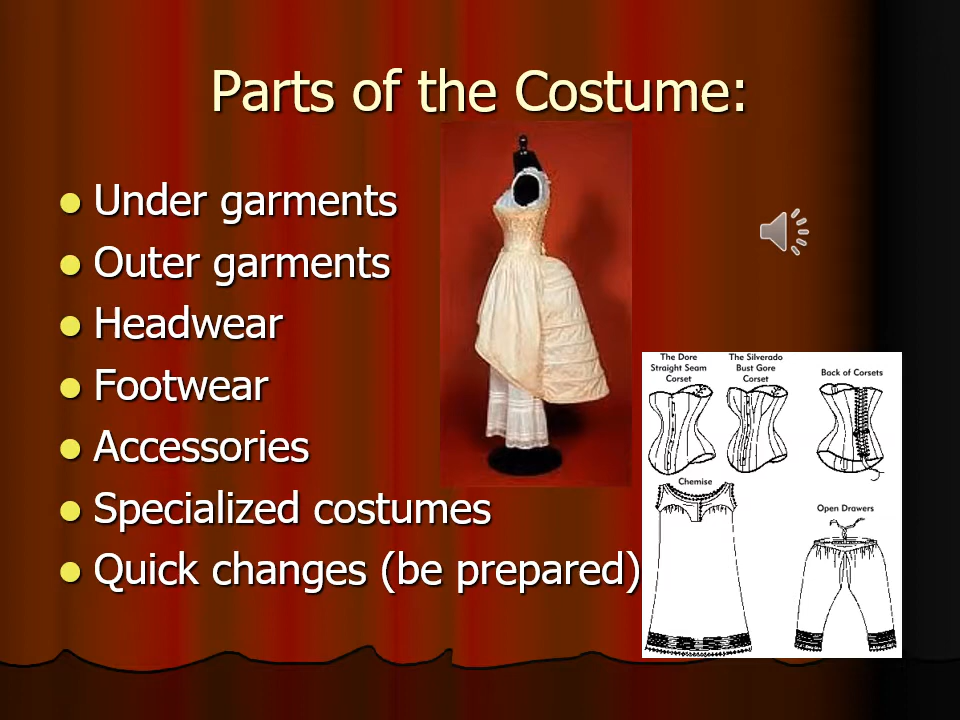 Parts of the Costume:
Under garments
Outer garments
Headwear
Footwear
Accessories
Specialized costumes
Quick changes (be prepared)
The Dore
Straight Seam
Corset
The Silverado
Bust Gore
Corset
Back of Corsets
Chemise
Open Drawers